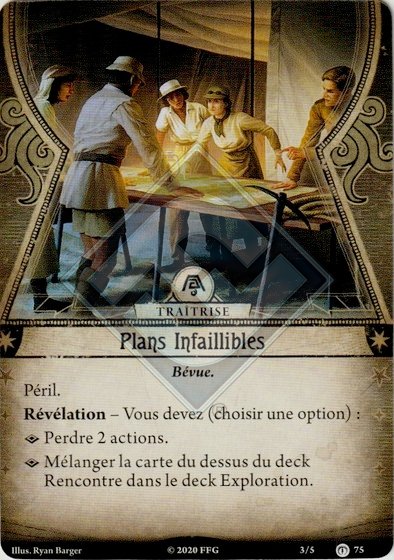 TRAÎTRISE
Plans Infaillibles
Bévue.
Péril.
Révélation – Vous devez (choisir une option) :
Perdre 2 actions.
Mélanger la carte du dessus du deck
Rencontre dans le deck Exploration.
Illus. Ryan Barger © 2020 FFG 3/5 75